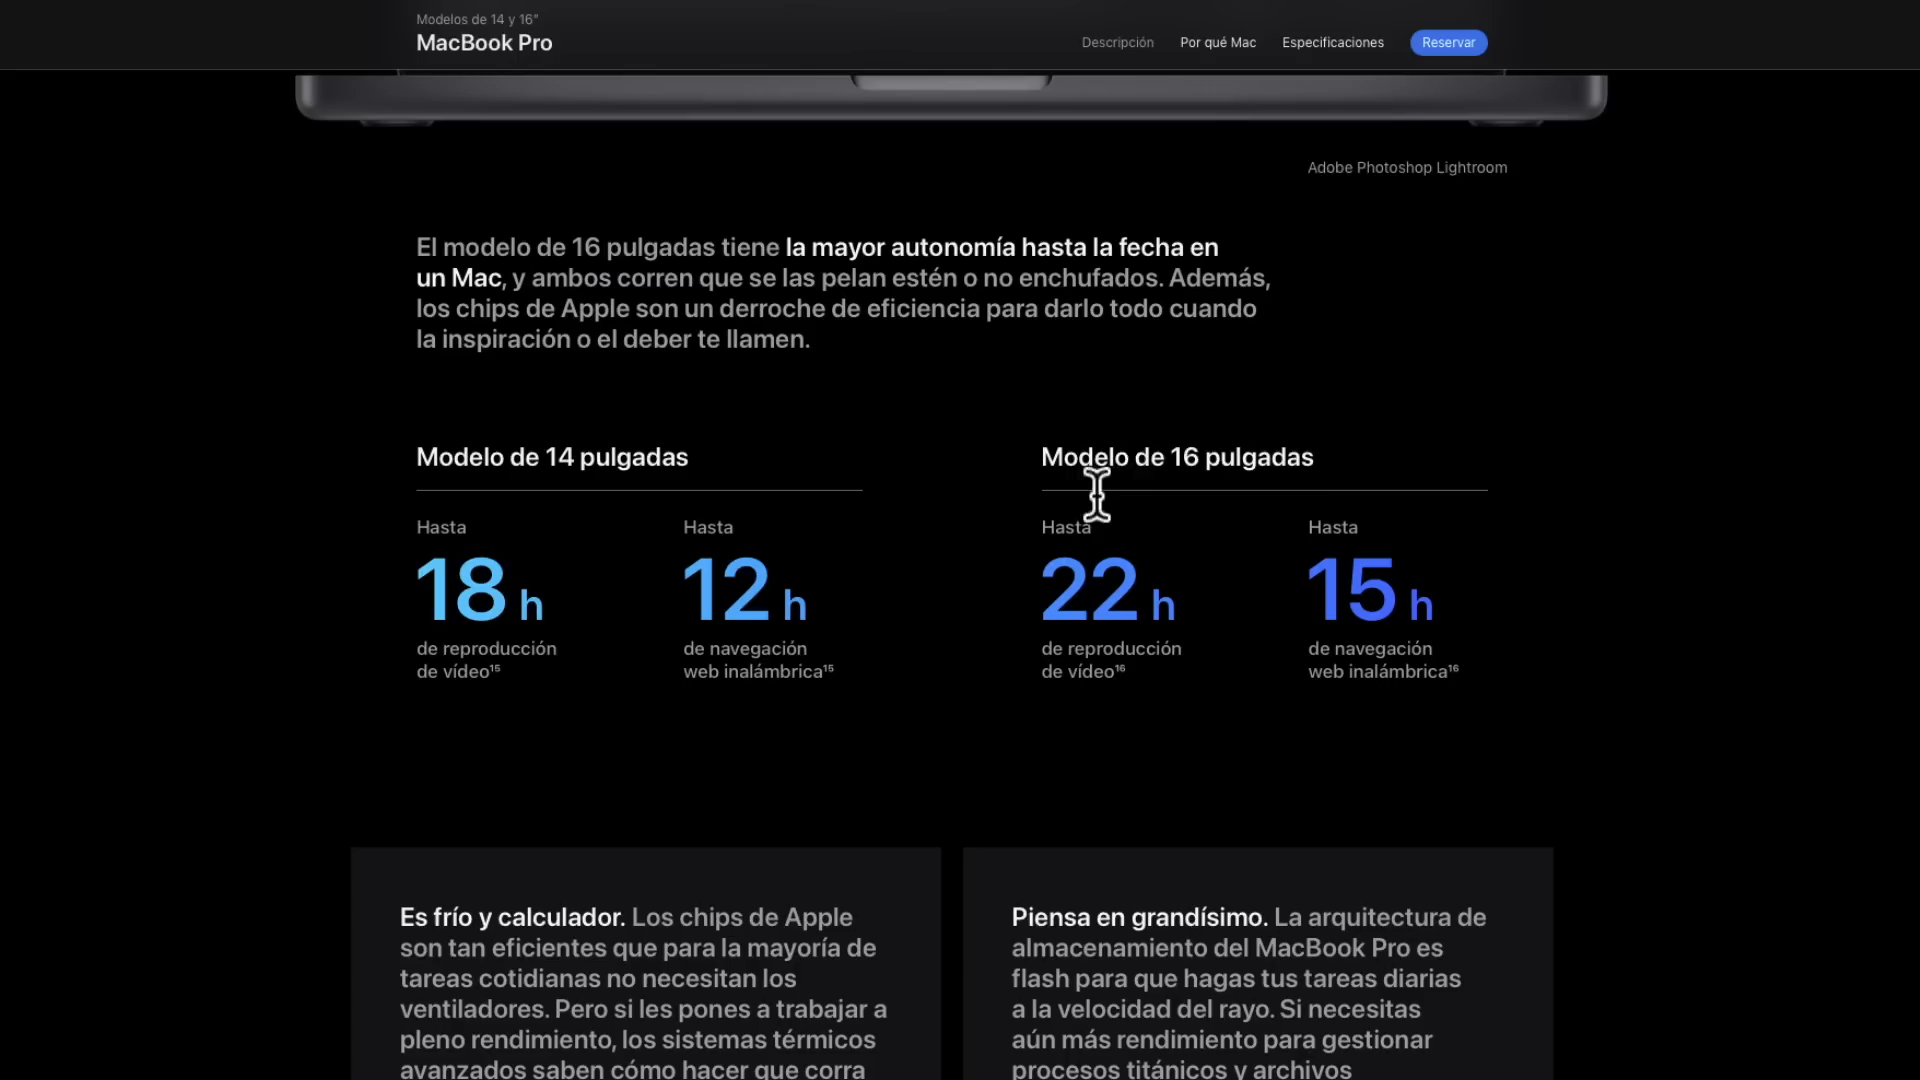 Modelos de 14 y 16″
MacBook Pro
Descripción
Por qué Mac
Especificaciones
Reservar
Adobe Photoshop Lightroom
El modelo de 16 pulgadas tiene la mayor autonomía hasta la fecha en
un Mac, y ambos corren que se las pelan estén o no enchufados. Además,
los chips de Apple son un derroche de eficiencia para darlo todo cuando
la inspiración o el deber te llamen.
Modelo de 14 pulgadas
Hasta
18 h
de reproducción
de vídeo¹⁵
Hasta
12 h
de navegación
web inalámbrica¹⁵
Modelo de 16 pulgadas
Hasta
22 h
de reproducción
de vídeo¹⁶
Hasta
15 h
de navegación
web inalámbrica¹⁶
Es frío y calculador. Los chips de Apple
son tan eficientes que para la mayoría de
tareas cotidianas no necesitan los
ventiladores. Pero si les pones a trabajar a
pleno rendimiento, los sistemas térmicos
avanzados saben cómo hacer que corra
Piensa en grandísimo. La arquitectura de
almacenamiento del MacBook Pro es
flash para que hagas tus tareas diarias
a la velocidad del rayo. Si necesitas
aún más rendimiento para gestionar
procesos titánicos y archivos